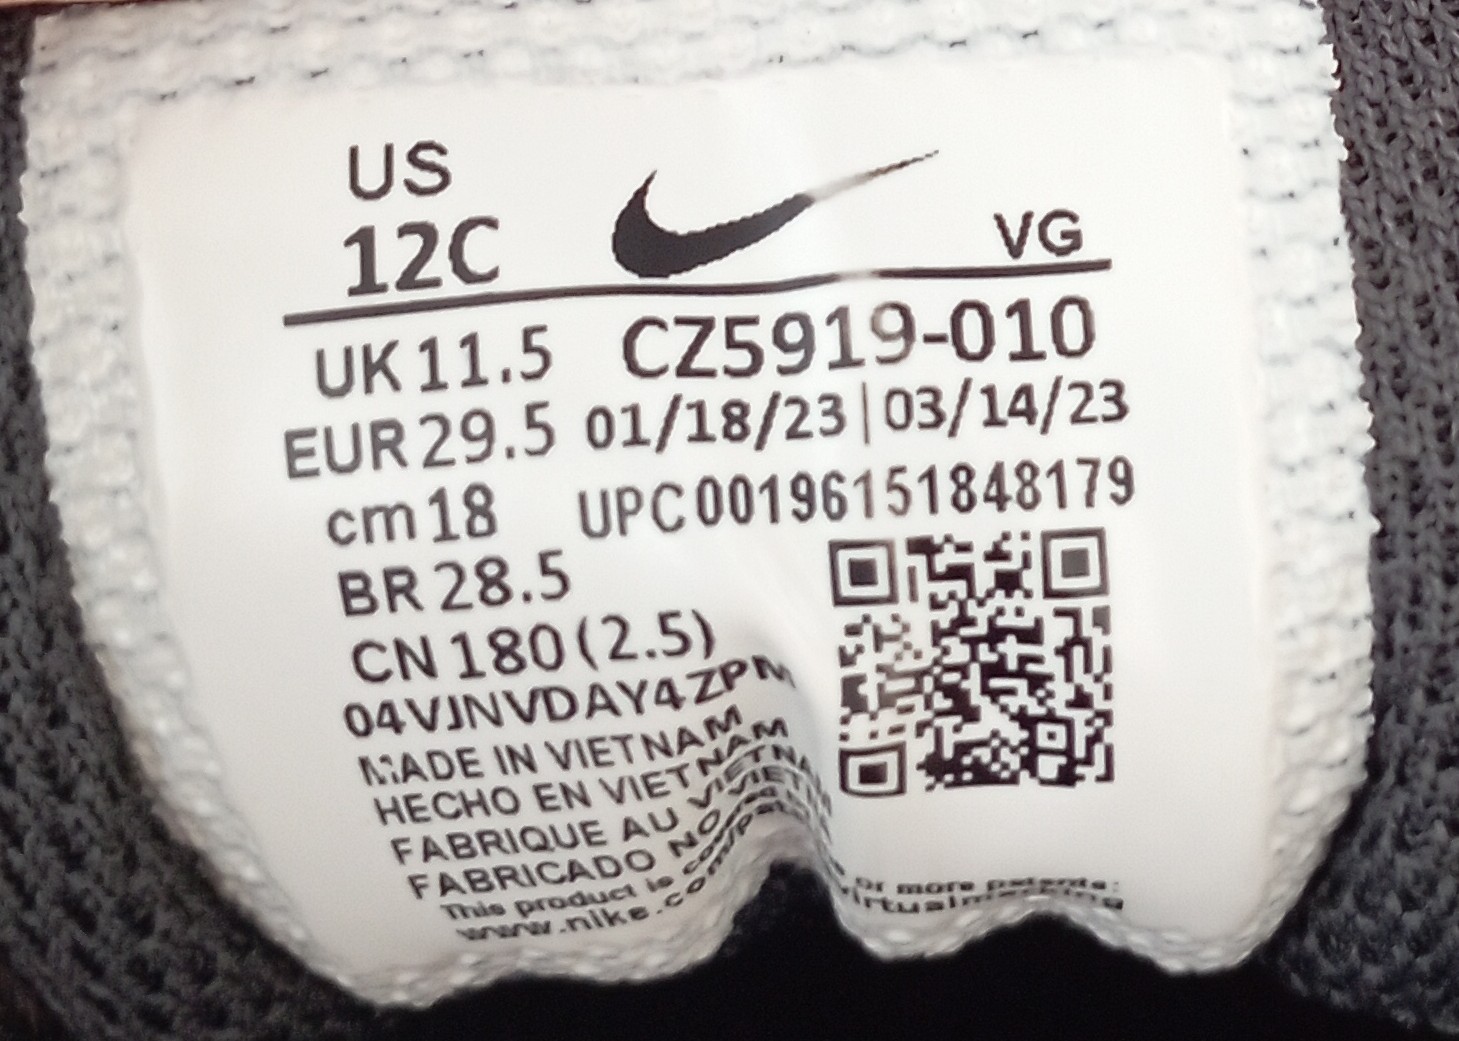 US
12C
VG
UK 11.5 CZ5919-010
EUR 29.5 01/18/23 | 03/14/23
cm 18 UPC 00196151848179
BR 28.5
CN 180 (2.5)
04VJNVDAY4ZPM
MADE IN VIETNAM
HECHO EN VIETNAM
FABRIQUE AU VIETNAM
FABRICADO NO VIET
This product is or more patents:
www.nike.com/ virtualmarking